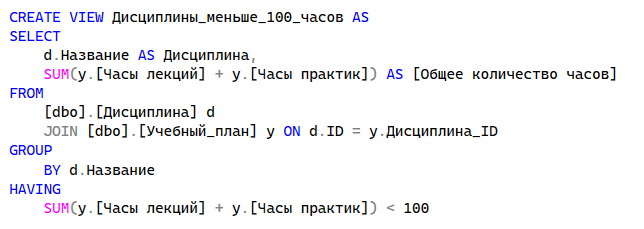 CREATE VIEW Дисциплины_меньше_100_часов AS
SELECT
d.Название AS Дисциплина,
SUM(y.[Часы лекций] + y.[Часы практик]) AS [Общее количество часов]
FROM
[dbo].[Дисциплина] d
JOIN [dbo].[Учебный_план] y ON d.ID = y.Дисциплина_ID
GROUP
BY d.Название
HAVING
SUM(y.[Часы лекций] + y.[Часы практик]) < 100